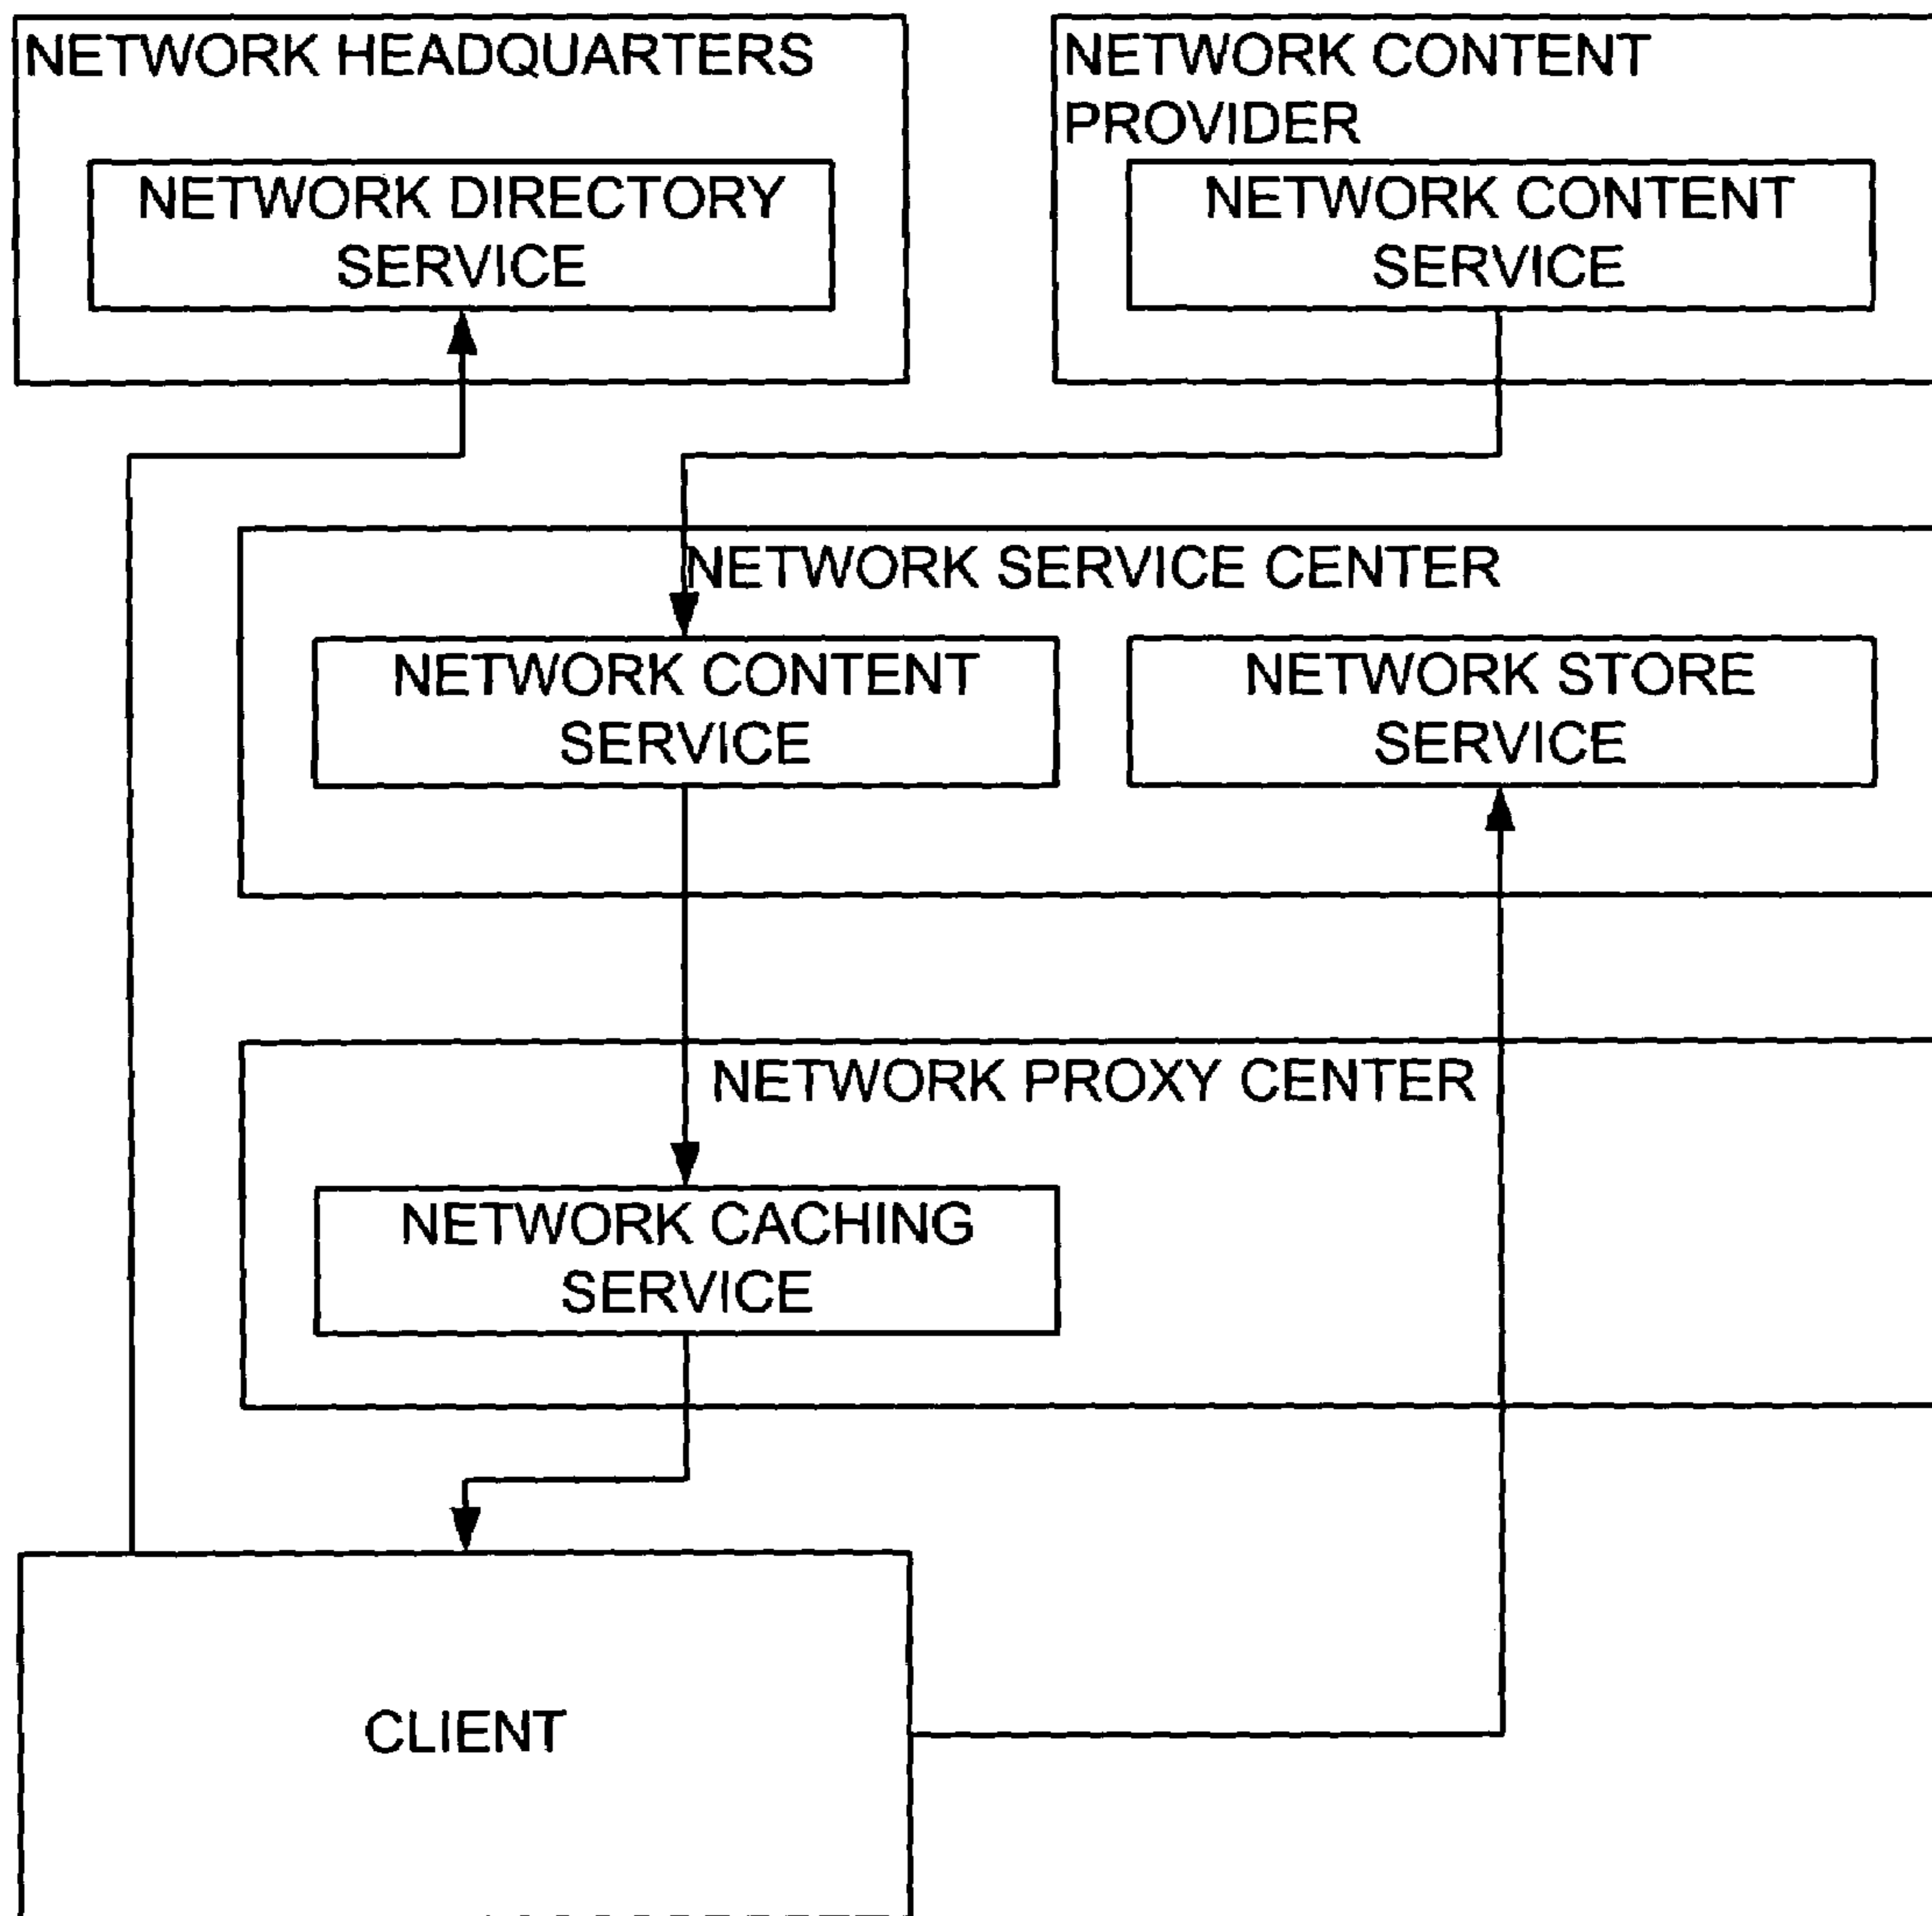 NETWORK HEADQUARTERS
NETWORK DIRECTORY
SERVICE
NETWORK CONTENT
PROVIDER
NETWORK CONTENT
SERVICE
NETWORK SERVICE CENTER
NETWORK CONTENT
SERVICE
NETWORK STORE
SERVICE
NETWORK PROXY CENTER
NETWORK CACHING
SERVICE
CLIENT